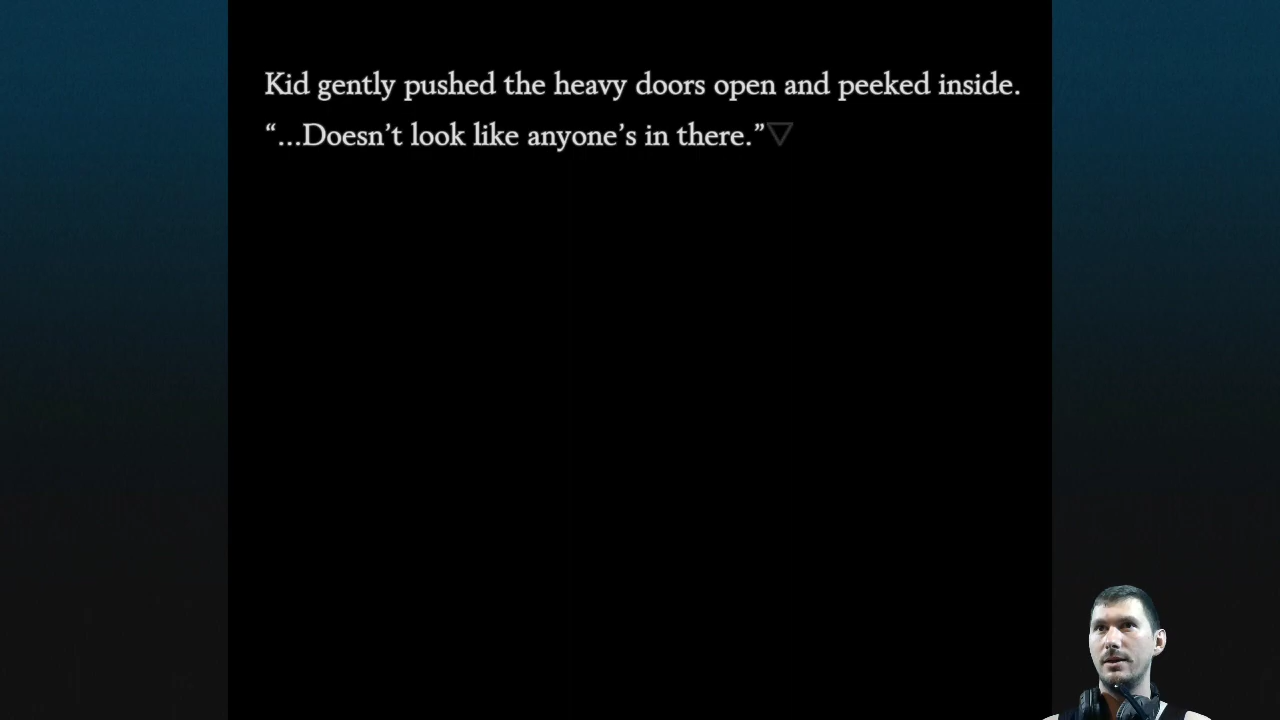 Kid gently pushed the heavy doors open and peeked inside.
“...Doesn’t look like anyone’s in there.”